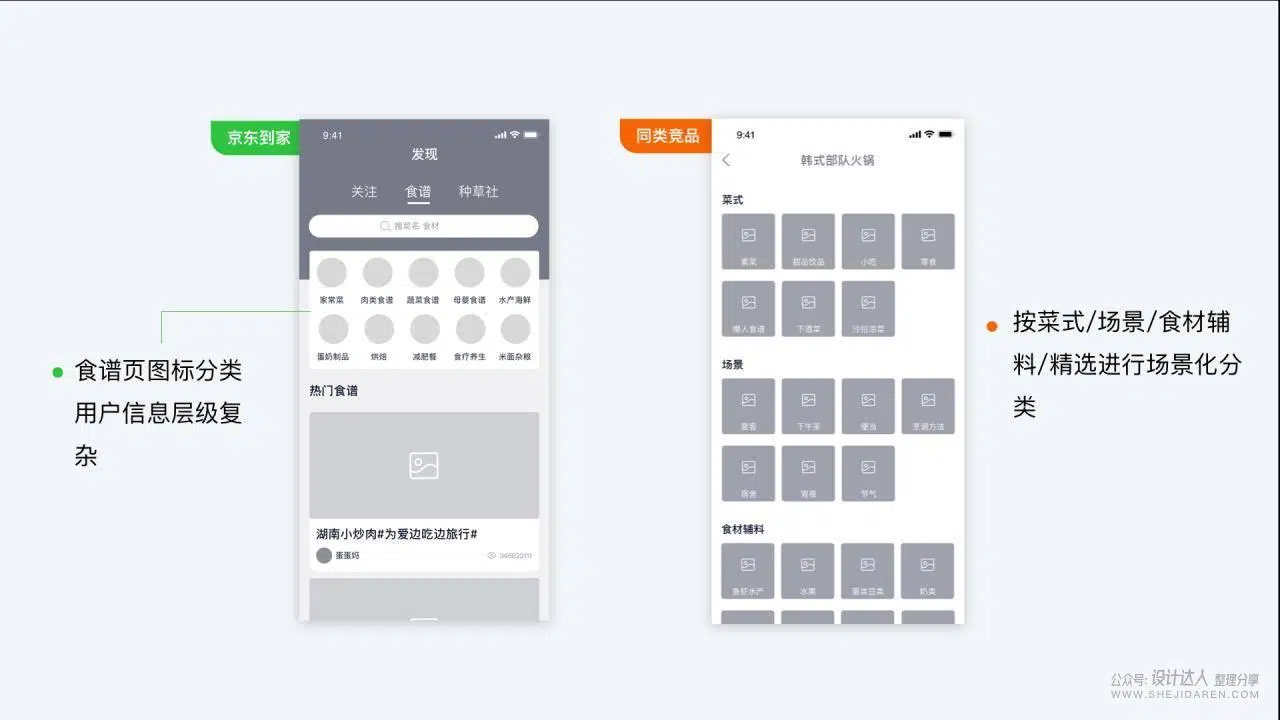 京东到家
9:41
发现
关注 食谱 种草社
搜菜名 食材
家常菜 肉类食谱 蔬菜食谱 母婴食谱 水产海鲜
蛋奶制品 烘焙 减肥餐 食疗养生 米面杂粮
热门食谱
湖南小炒肉#为爱边吃边旅行#
蛋蛋妈 345622111
食谱页图标分类
用户信息层级复
杂
同类竞品
9:41
韩式部队火锅
菜式
素菜 甜品饮品 小吃 零食
懒人食谱 下酒菜 沙拉凉菜
场景
宴客 下午茶 便当 烹调方法
宿舍 宵夜 节气
食材辅料
鱼虾水产 水果 蛋类豆类 奶类
按菜式/场景/食材辅
料/精选进行场景化分
类
公众号: 设计达人 整理分享
WWW.SHEJIDAREN.COM